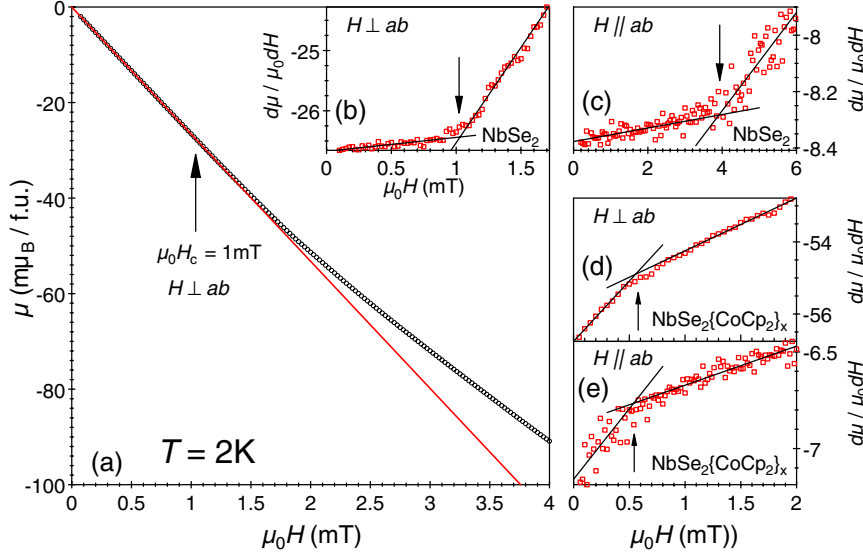 0
-20
-40
-60
-80
-100
μ (mμB / f.u.)
μ0Hc = 1mT
H ⊥ ab
(a)
T = 2K
0 0.5 1 1.5 2 2.5 3 3.5 4
μ0H (mT)
H ⊥ ab
-25
-26
dμ / μ0dH
(b)
NbSe2
0 0.5 1 1.5
μ0H (mT)
H // ab
(c)
NbSe2
-8
-8.2
-8.4
dμ / μ0dH
0 2 4 6
H ⊥ ab
(d)
NbSe2{CoCp2}x
-54
-56
dμ / μ0dH
H // ab
(e)
NbSe2{CoCp2}x
-6.5
-7
dμ / μ0dH
0 0.5 1 1.5 2
μ0H (mT))